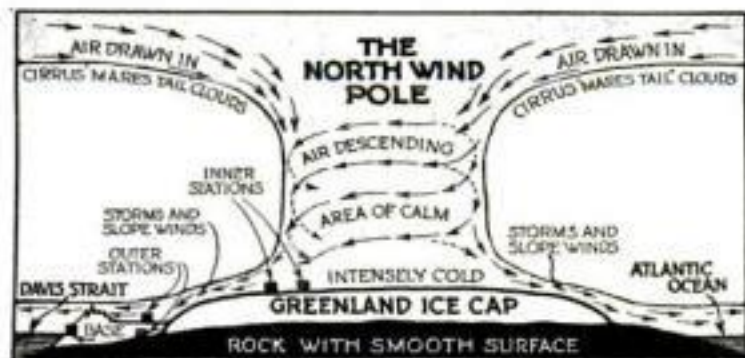 THE
NORTH WIND
POLE
AIR DRAWN IN
CIRRUS MARES TAIL CLOUDS
AIR DRAWN IN
CIRRUS MARES TAIL CLOUDS
AIR DESCENDING
INNER
STATIONS
AREA OF CALM
STORMS AND
SLOPE WINDS
OUTER
STATIONS
STORMS AND
SLOPE WINDS
DAVIS STRAIT
BASE
INTENSELY COLD
ATLANTIC
OCEAN
GREENLAND ICE CAP
ROCK WITH SMOOTH SURFACE